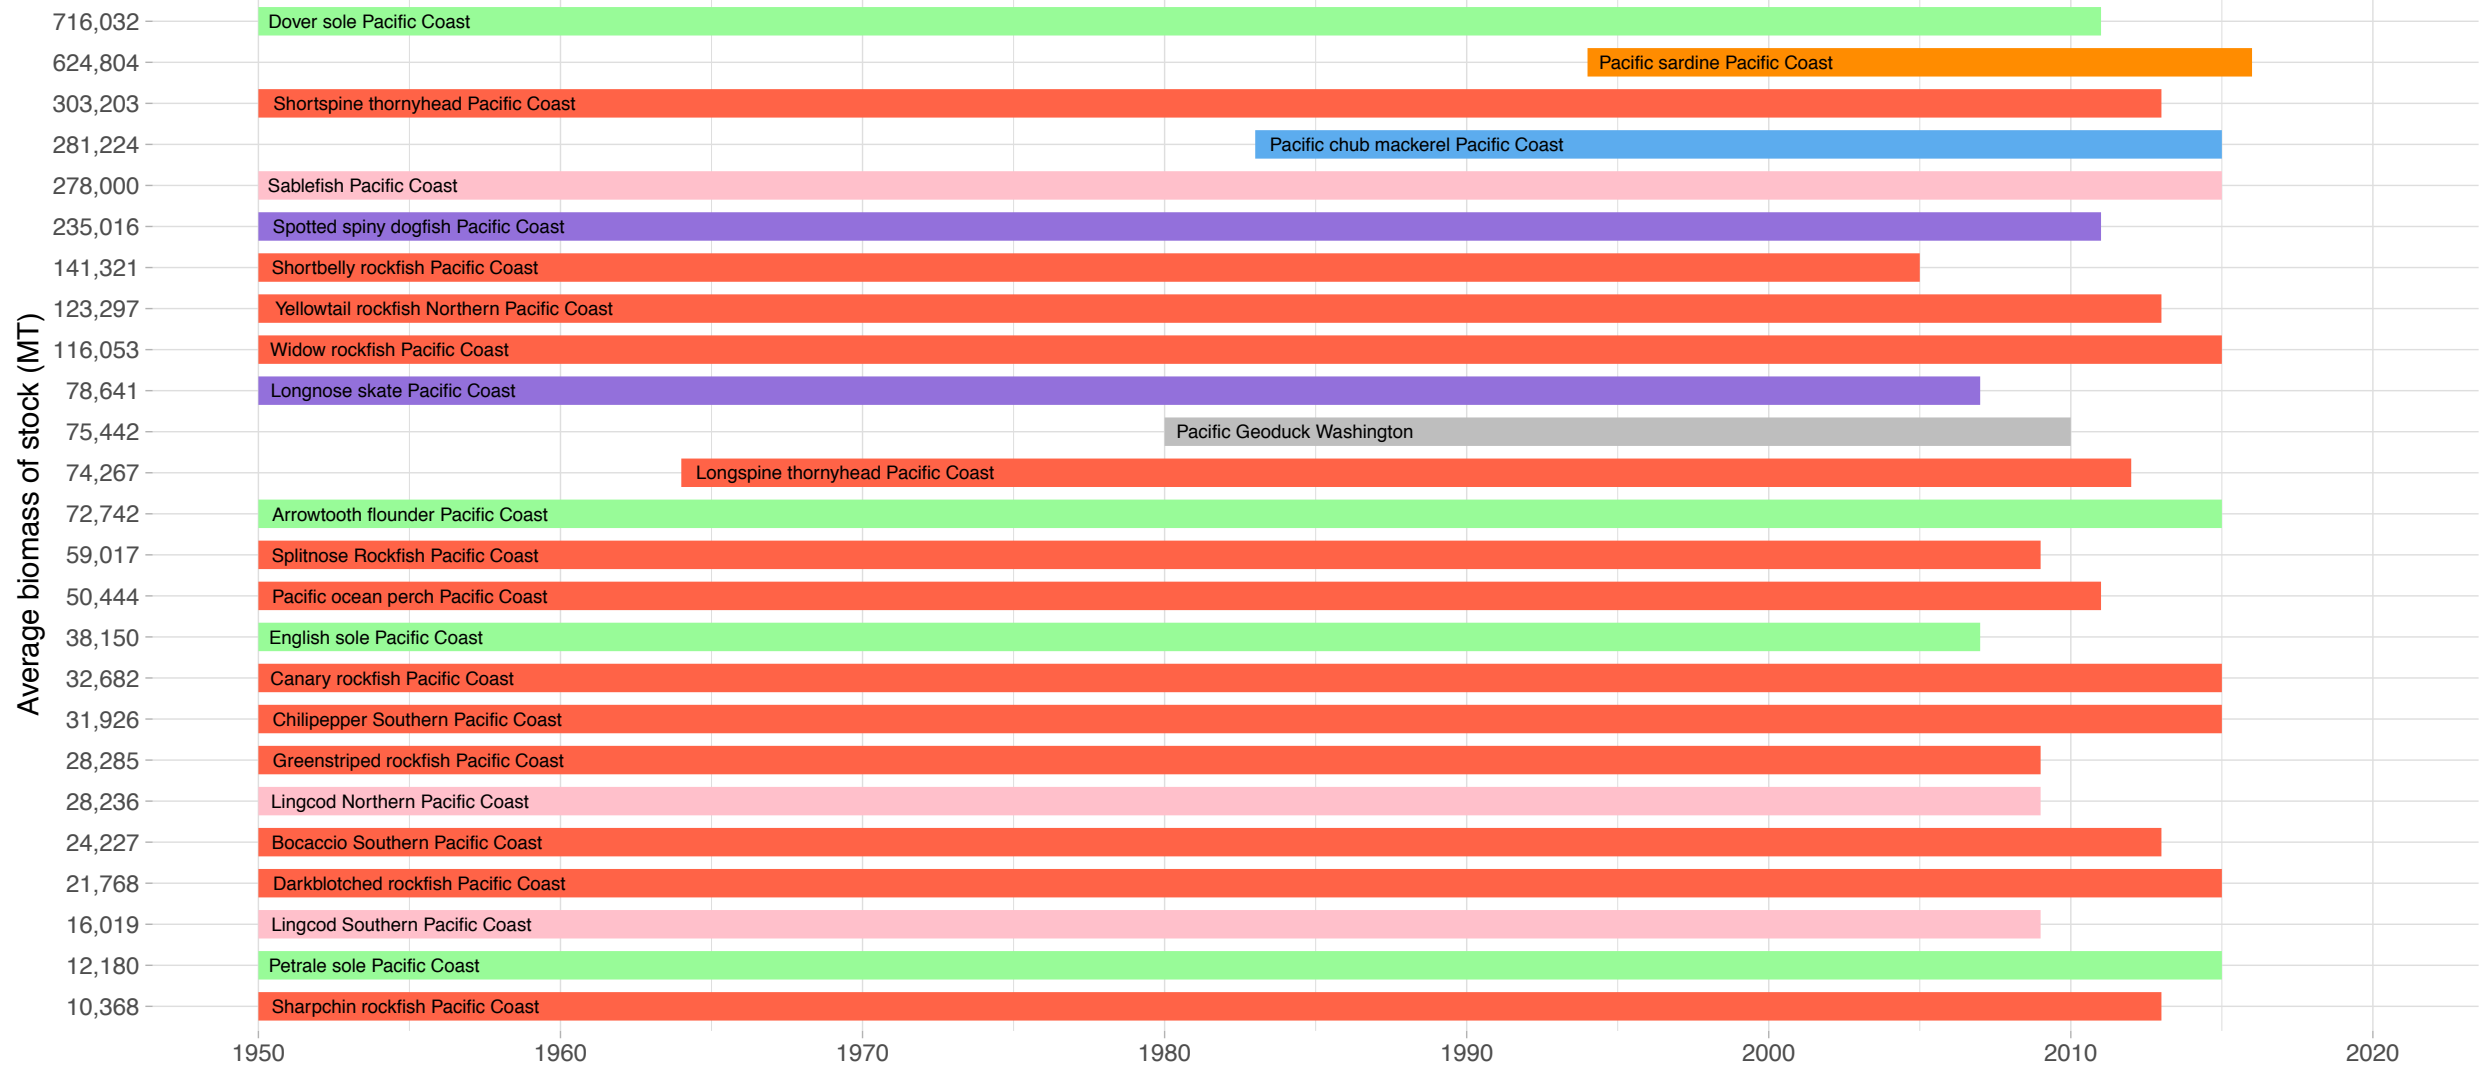 716,032 Dover sole Pacific Coast
624,804 Pacific sardine Pacific Coast
303,203 Shortspine thornyhead Pacific Coast
281,224 Pacific chub mackerel Pacific Coast
278,000 Sablefish Pacific Coast
235,016 Spotted spiny dogfish Pacific Coast
141,321 Shortbelly rockfish Pacific Coast
123,297 Yellowtail rockfish Northern Pacific Coast
116,053 Widow rockfish Pacific Coast
78,641 Longnose skate Pacific Coast
75,442 Pacific Geoduck Washington
74,267 Longspine thornyhead Pacific Coast
72,742 Arrowtooth flounder Pacific Coast
59,017 Splitnose Rockfish Pacific Coast
50,444 Pacific ocean perch Pacific Coast
38,150 English sole Pacific Coast
32,682 Canary rockfish Pacific Coast
31,926 Chilipepper Southern Pacific Coast
28,285 Greenstriped rockfish Pacific Coast
28,236 Lingcod Northern Pacific Coast
24,227 Bocaccio Southern Pacific Coast
21,768 Darkblotched rockfish Pacific Coast
16,019 Lingcod Southern Pacific Coast
12,180 Petrale sole Pacific Coast
10,368 Sharpchin rockfish Pacific Coast
Average biomass of stock (MT)
1950 1960 1970 1980 1990 2000 2010 2020